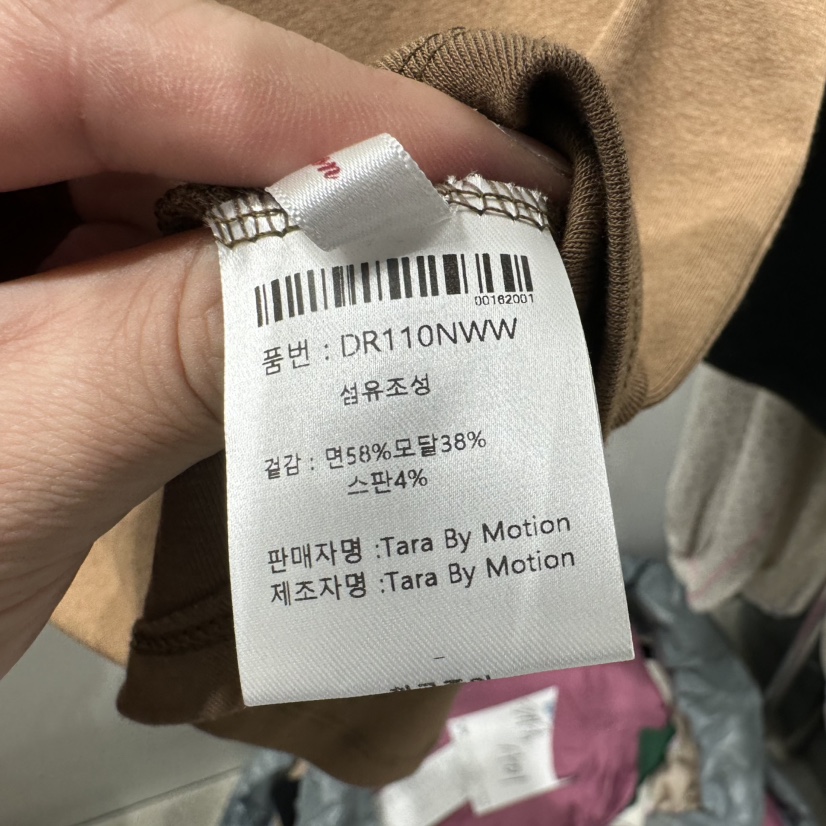 00162001
품번 : DR110NWW
섬유조성
겉감 : 면58%모달38%
스판4%
판매자명 :Tara By Motion
제조자명 :Tara By Motion